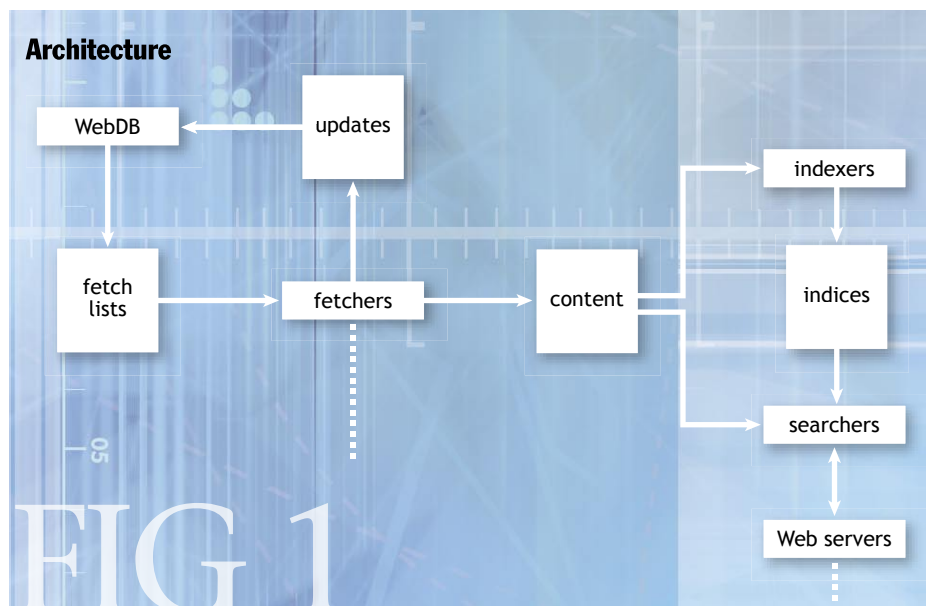 Architecture
WebDB
updates
fetch
lists
fetchers
content
indexers
indices
searchers
Web servers
05
FIG 1